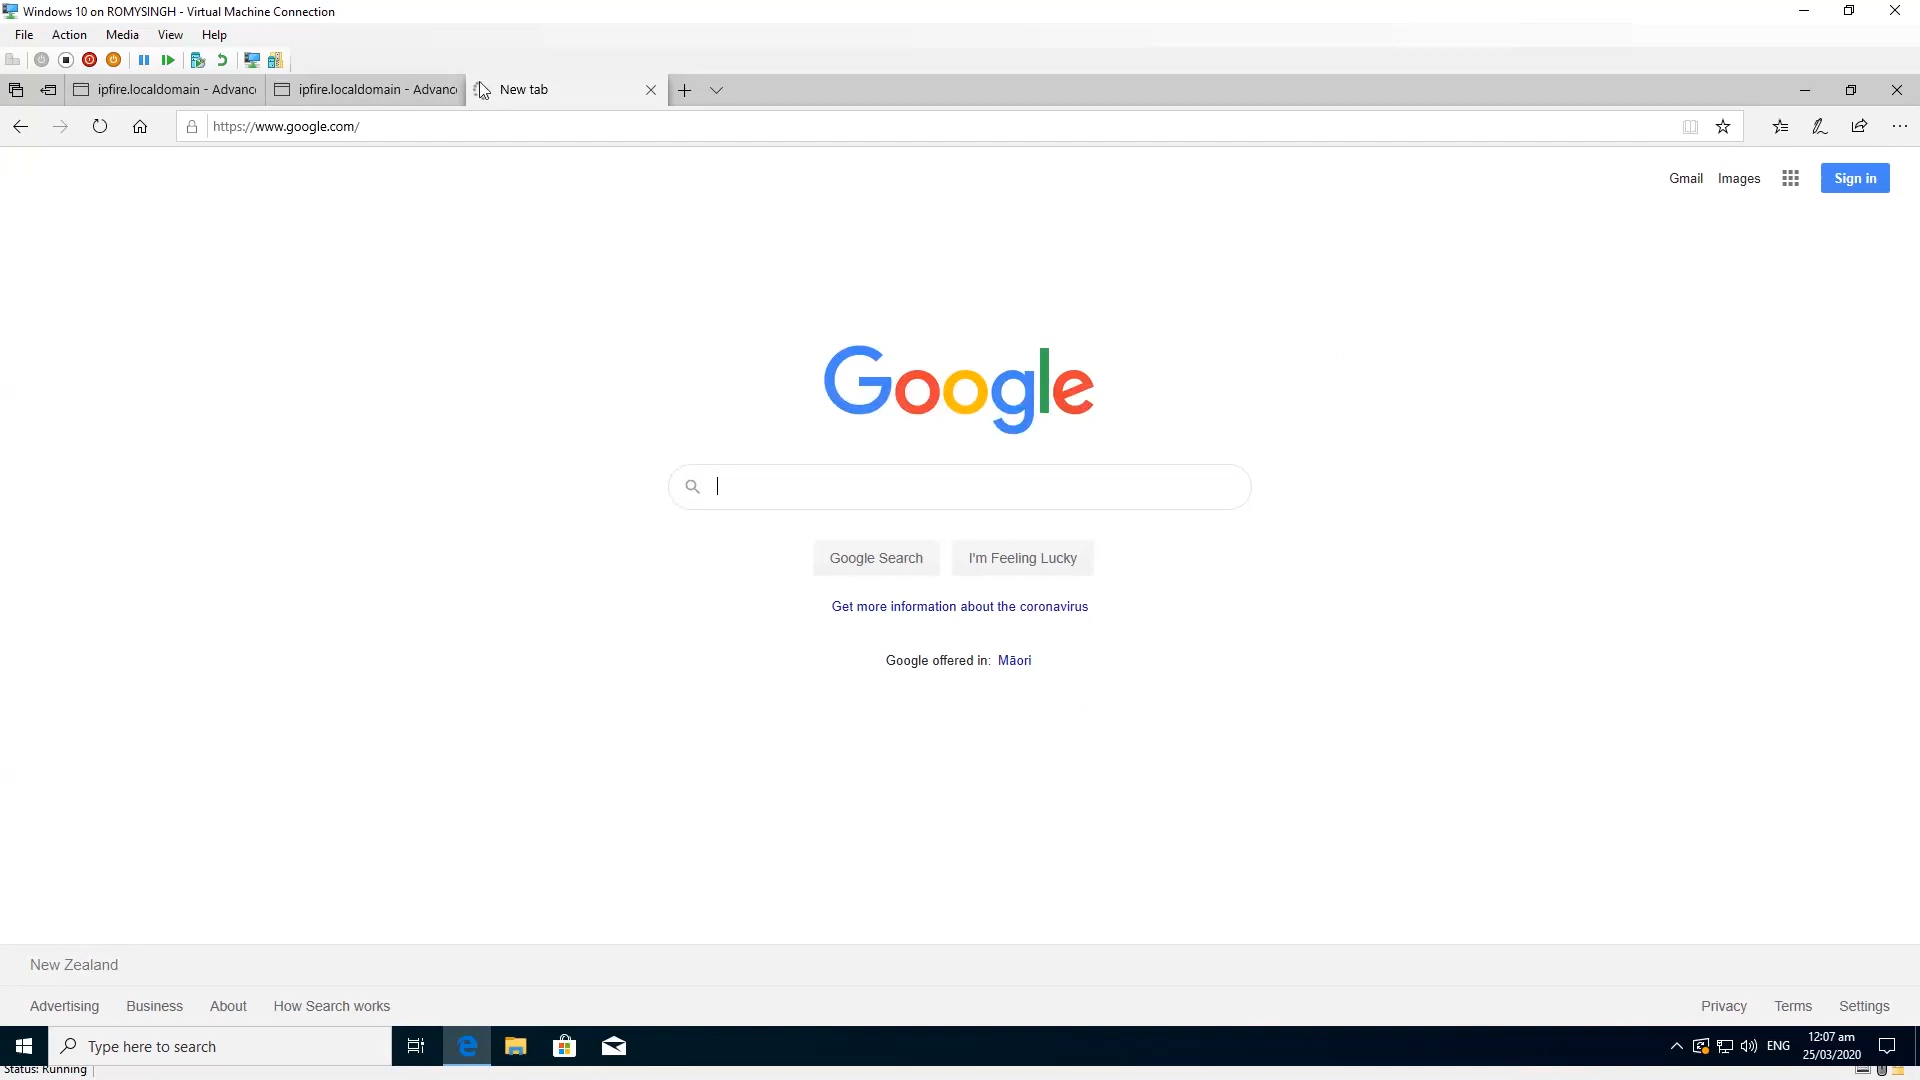 Windows 10 on ROMYSINGH - Virtual Machine Connection
File Action Media View Help
ipfire.localdomain - Advanc
ipfire.localdomain - Advanc
New tab
https://www.google.com/
Gmail Images Sign in
Google
Google Search I'm Feeling Lucky
Get more information about the coronavirus
Google offered in: Māori
New Zealand
Advertising Business About How Search works Privacy Terms Settings
Type here to search
ENG
12:07 am
25/03/2020
Status: Running